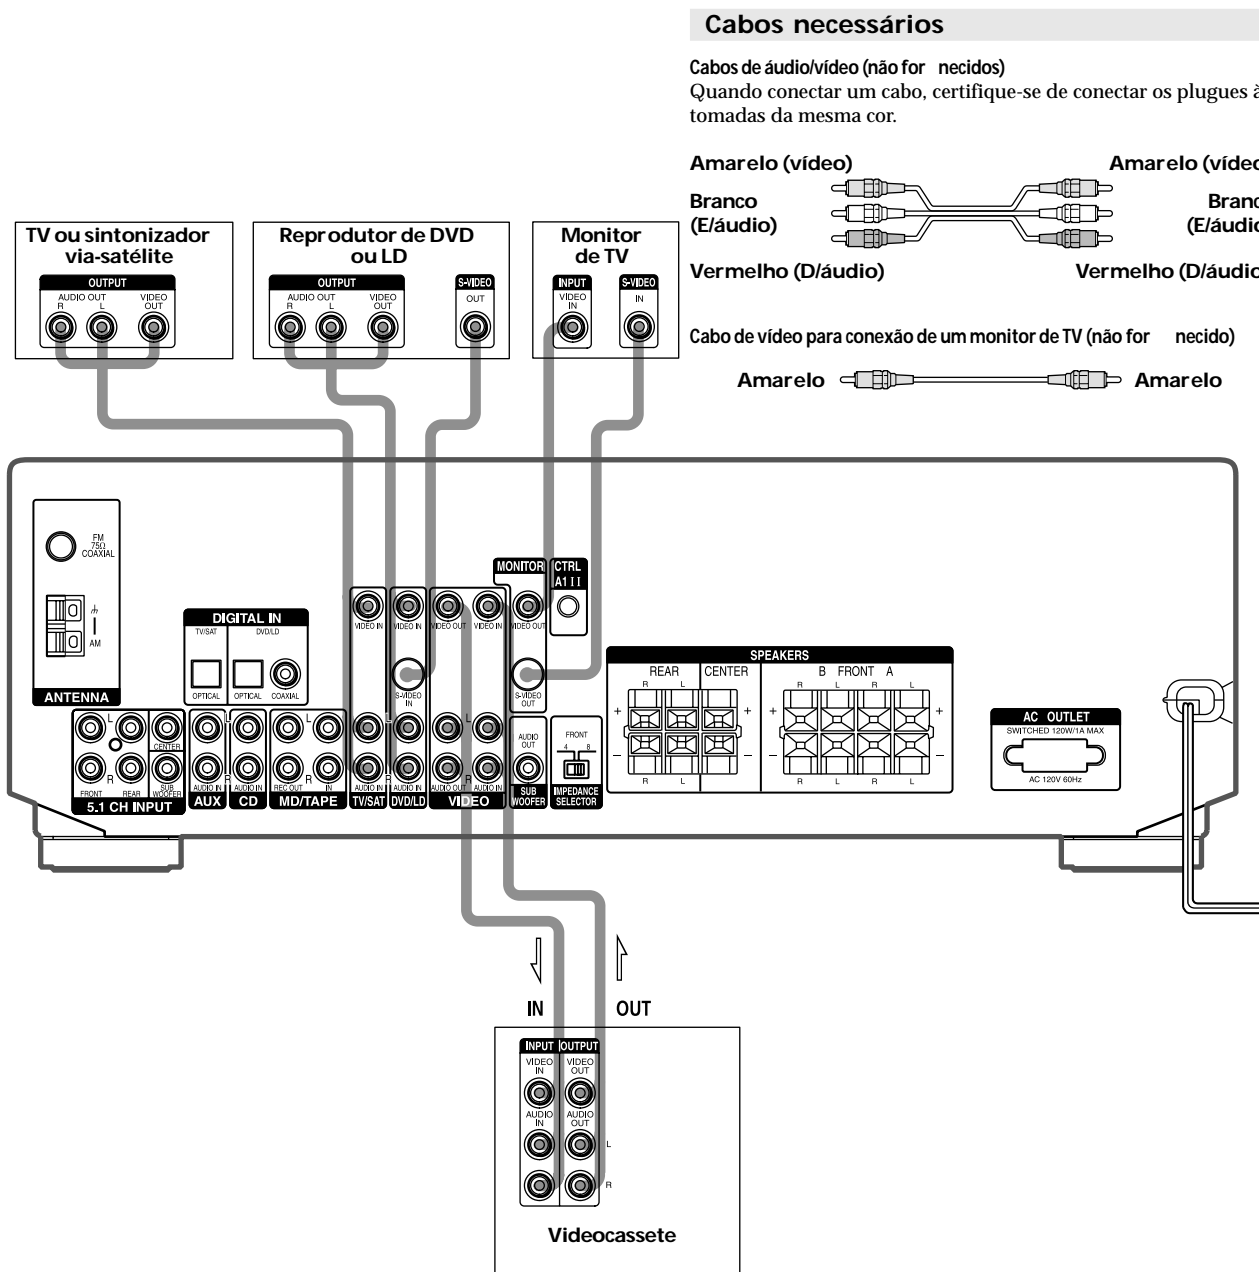 Cabos necessários
Cabos de áudio/vídeo (não for necidos)
Quando conectar um cabo, certifique-se de conectar os plugues à
tomadas da mesma cor.
Amarelo (vídeo)
Amarelo (vídeo
Branco
(E/áudio)
Branc
(E/áudio
Vermelho (D/áudio)
Vermelho (D/áudio
Cabo de vídeo para conexão de um monitor de TV (não for necido)
Amarelo
Amarelo
TV ou sintonizador
via-satélite
OUTPUT
AUDIO OUT
R L
VIDEO
OUT
Reprodutor de DVD
ou LD
OUTPUT
AUDIO OUT
R L
VIDEO
OUT
S-VIDEO
OUT
Monitor
de TV
INPUT
VIDEO
IN
S-VIDEO
IN
FM
75Ω
COAXIAL
AM
ANTENNA
DIGITAL IN
TV/SAT
DVD/LD
OPTICAL
OPTICAL
COAXIAL
MONITOR
CTRL
A1 II
VIDEO IN
VIDEO IN
VIDEO OUT
VIDEO IN
VIDEO OUT
S-VIDEO
IN
S-VIDEO
OUT
L
CENTER
R
FRONT
REAR
SUB
WOOFER
5.1 CH INPUT
L
R
AUDIO IN
AUX
AUDIO IN
CD
L
R
REC OUT
IN
MD/TAPE
L
R
AUDIO IN
TV/SAT
AUDIO IN
DVD/LD
L
R
AUDIO OUT
AUDIO IN
VIDEO
AUDIO
OUT
SUB
WOOFER
FRONT
4 8
IMPEDANCE
SELECTOR
SPEAKERS
REAR
CENTER
B FRONT A
R L
R L R L
+ + + +
– – – –
R L
R L R L
AC OUTLET
SWITCHED 120W/1A MAX
AC 120V 60Hz
IN
OUT
INPUT
OUTPUT
VIDEO
IN
VIDEO
OUT
AUDIO
IN
AUDIO
OUT
L
R
Videocassete